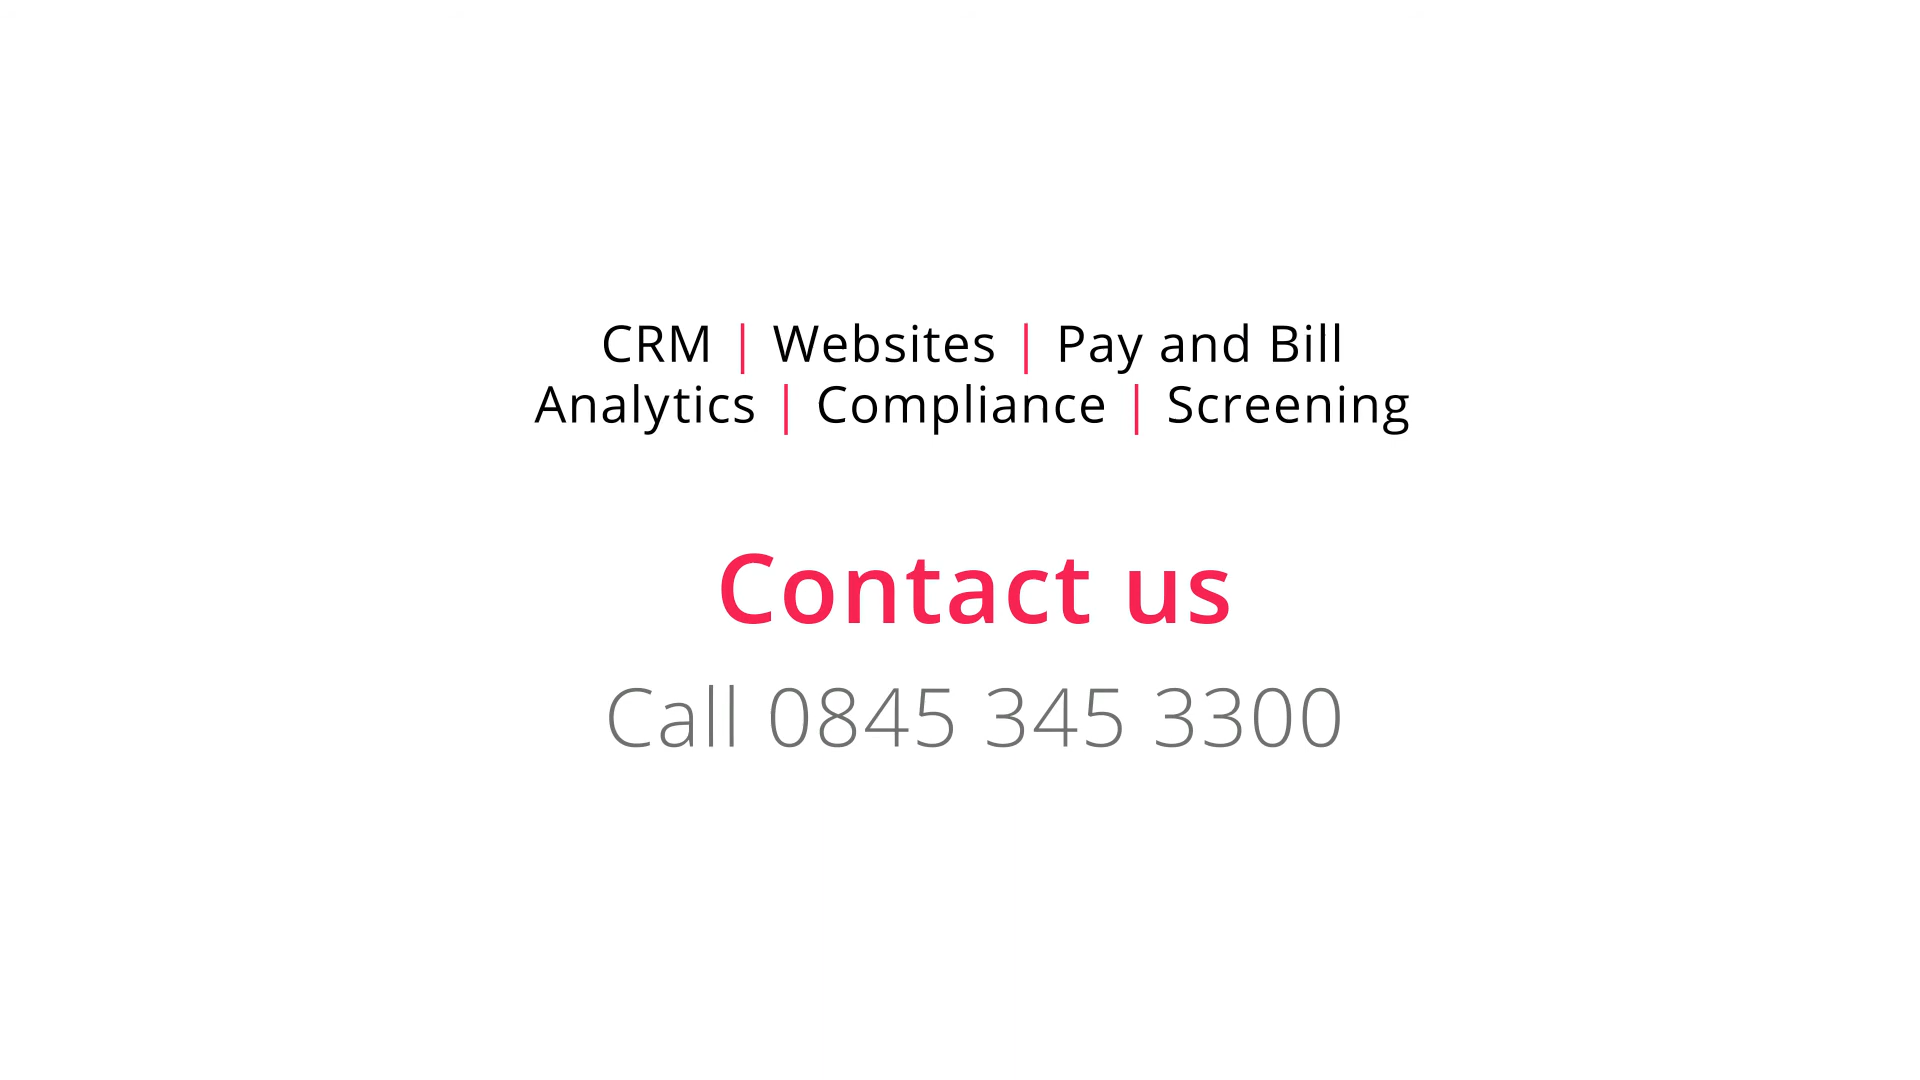 CRM | Websites | Pay and Bill
Analytics | Compliance | Screening
Contact us
Call 0845 345 3300